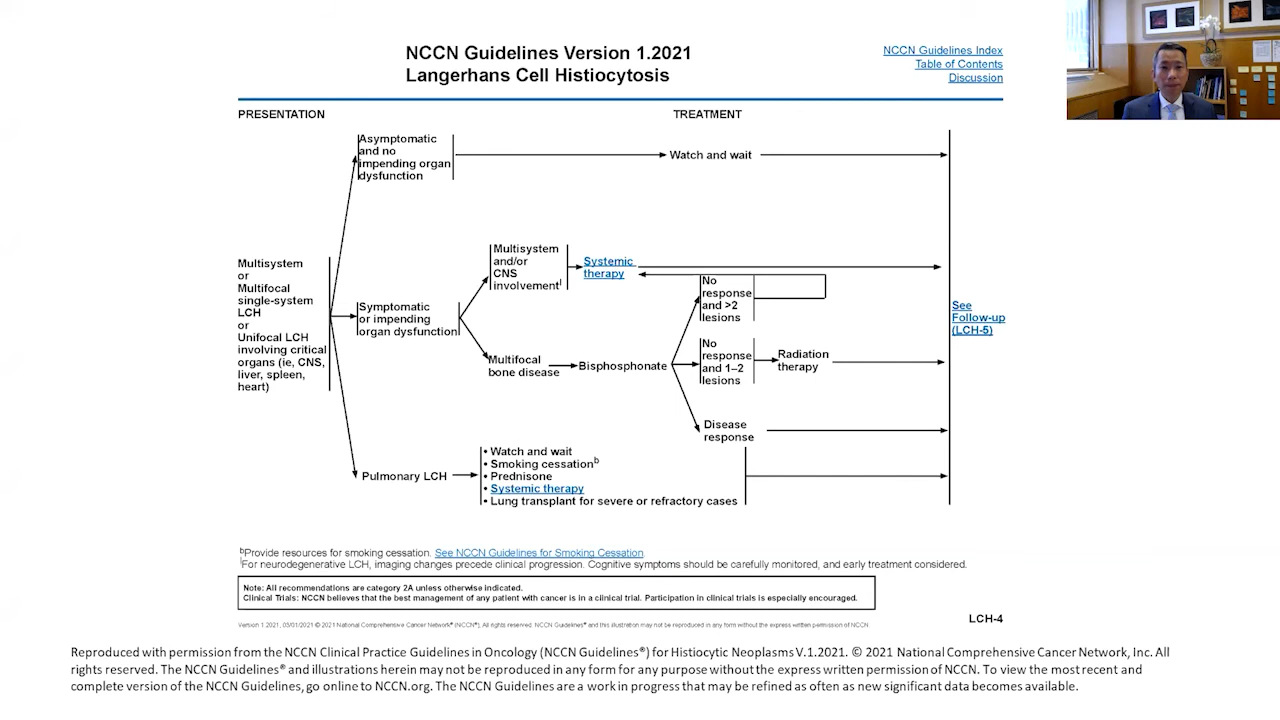 NCCN Guidelines Version 1.2021
Langerhans Cell Histiocytosis
NCCN Guidelines Index
Table of Contents
Discussion
PRESENTATION
TREATMENT
Asymptomatic
and no
impending organ
dysfunction
Watch and wait
Multisystem
or
Multifocal
single-system
LCH
or
Unifocal LCH
involving critical
organs (ie, CNS,
liver, spleen,
heart)
Symptomatic
or impending
organ dysfunction
Multisystem
and/or
CNS
involvementˡ
Systemic
therapy
Multifocal
bone disease
Bisphosphonate
No
response
and >2
lesions
No
response
and 1–2
lesions
Radiation
therapy
Disease
response
See
Follow-up
(LCH-5)
Pulmonary LCH
• Watch and wait
• Smoking cessationᵇ
• Prednisone
• Systemic therapy
• Lung transplant for severe or refractory cases
ᵇProvide resources for smoking cessation. See NCCN Guidelines for Smoking Cessation.
ˡFor neurodegenerative LCH, imaging changes precede clinical progression. Cognitive symptoms should be carefully monitored, and early treatment considered.
Note: All recommendations are category 2A unless otherwise indicated.
Clinical Trials: NCCN believes that the best management of any patient with cancer is in a clinical trial. Participation in clinical trials is especially encouraged.
LCH-4
Version 1.2021, 03/01/2021 © 2021 National Comprehensive Cancer Network® (NCCN®), All rights reserved. NCCN Guidelines® and this illustration may not be reproduced in any form without the express written permission of NCCN
Reproduced with permission from the NCCN Clinical Practice Guidelines in Oncology (NCCN Guidelines®) for Histiocytic Neoplasms V.1.2021. © 2021 National Comprehensive Cancer Network, Inc. All
rights reserved. The NCCN Guidelines® and illustrations herein may not be reproduced in any form for any purpose without the express written permission of NCCN. To view the most recent and
complete version of the NCCN Guidelines, go online to NCCN.org. The NCCN Guidelines are a work in progress that may be refined as often as new significant data becomes available.